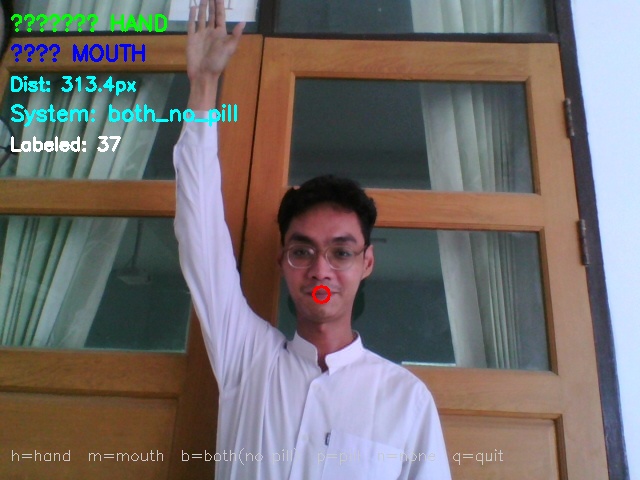 ??????? HAND
???? MOUTH
Dist: 313.4px
System: both_no_pill
Labeled: 37
h=hand m=mouth b=both(no pill) p=pill n=none q=quit